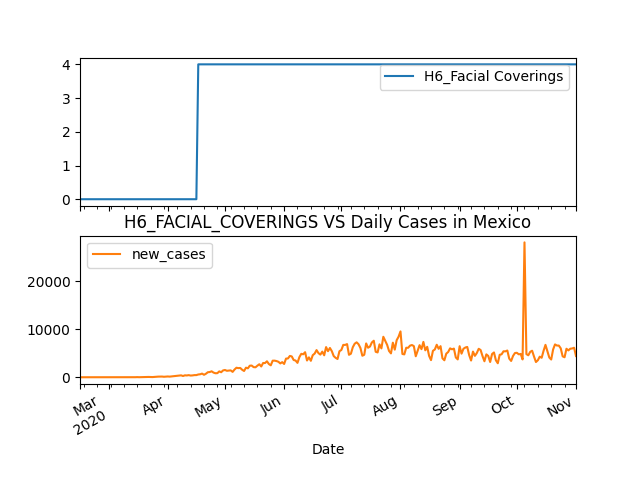 4
3
2
1
0
H6_Facial Coverings
H6_FACIAL_COVERINGS VS Daily Cases in Mexico
new_cases
20000
10000
0
Mar
2020
Apr
May
Jun
Jul
Aug
Sep
Oct
Nov
Date